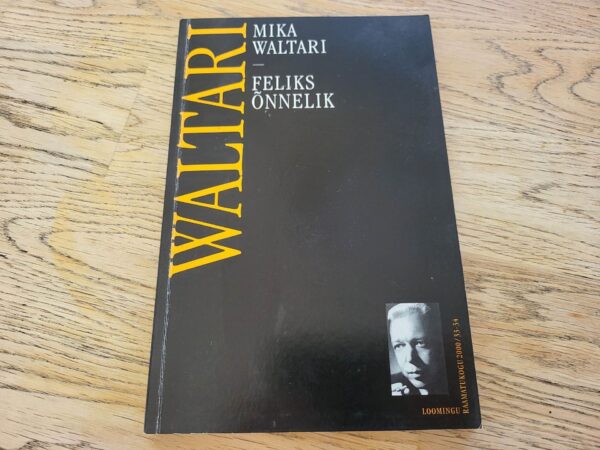 WALTARI
MIKA
WALTARI
FELIKS
ÕNNELIK
LOOMINGU
RAAMATUKOGU 2000/33-34